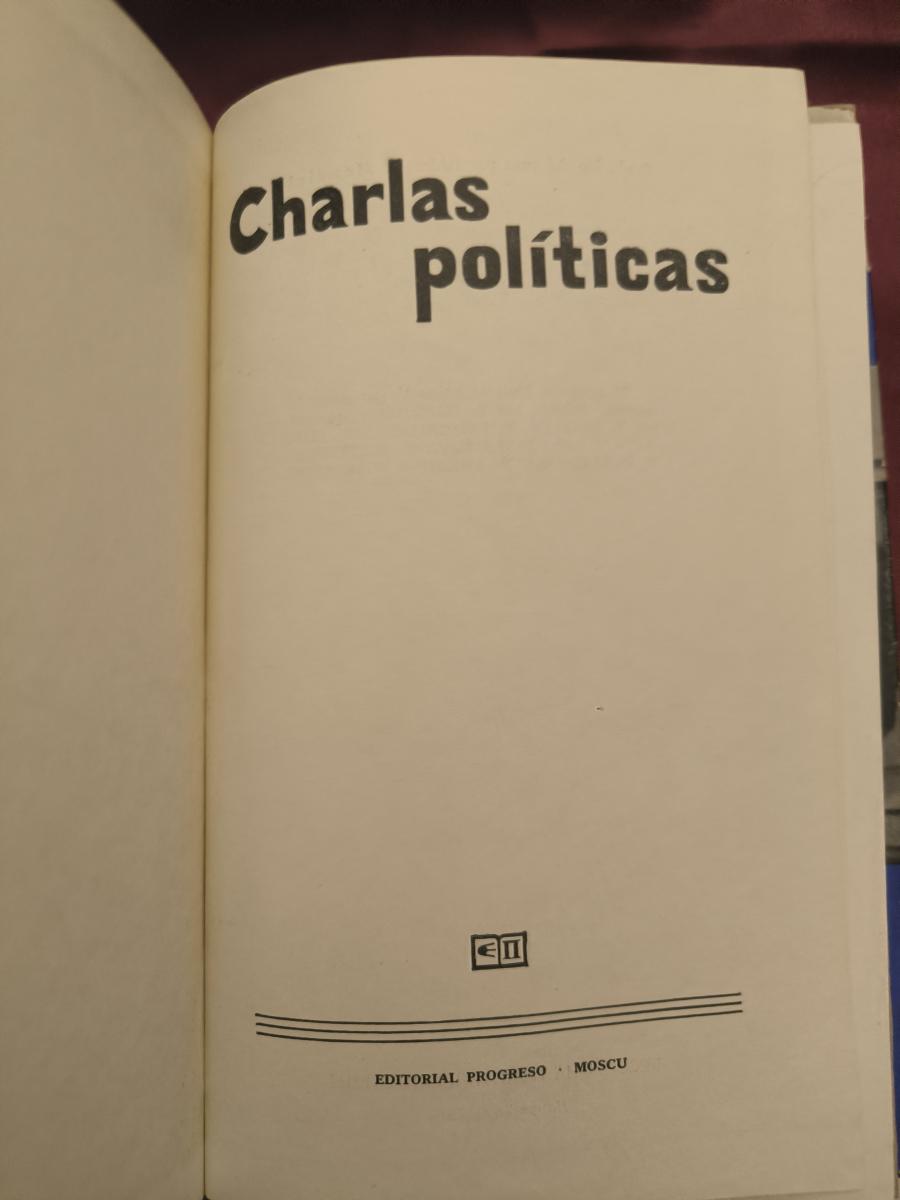 Charlas
políticas
EDITORIAL PROGRESO · MOSCU